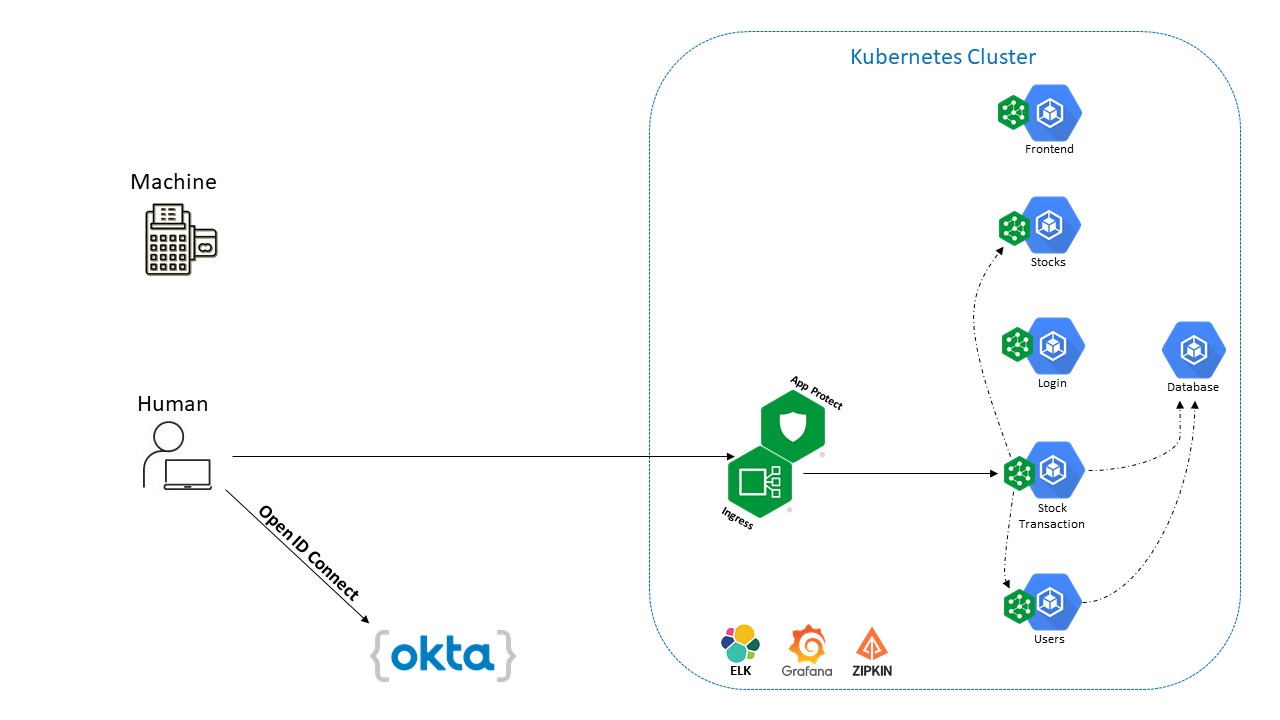 Kubernetes Cluster
Frontend
Machine
Stocks
Login
Database
App Protect
Human
Ingress
Stock
Transaction
Open ID Connect
{okta}
Users
ELK
Grafana
ZIPKIN